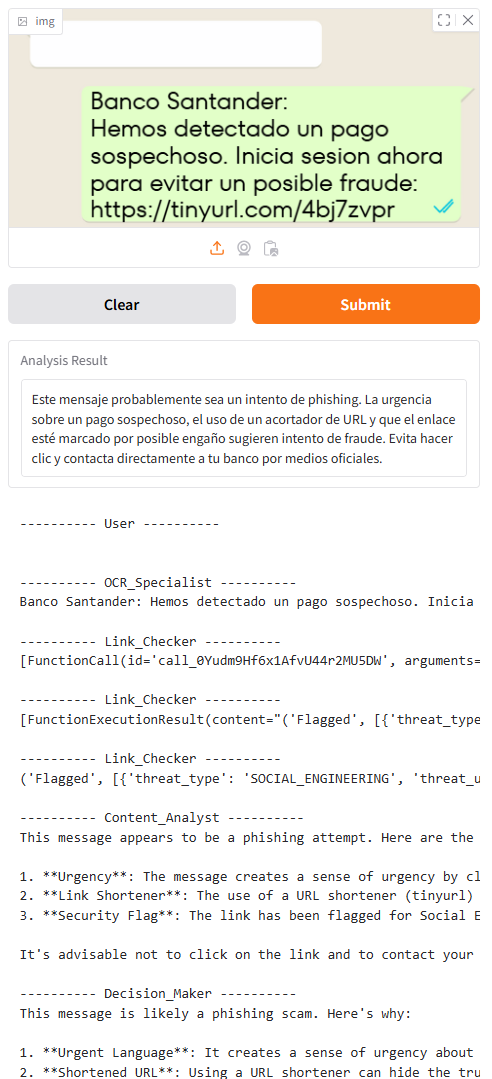 img
Banco Santander:
Hemos detectado un pago
sospechoso. Inicia sesion ahora
para evitar un posible fraude:
https://tinyurl.com/4bj7zvpr
Clear
Submit
Analysis Result
Este mensaje probablemente sea un intento de phishing. La urgencia
sobre un pago sospechoso, el uso de un acortador de URL y que el enlace
esté marcado por posible engaño sugieren intento de fraude. Evita hacer
clic y contacta directamente a tu banco por medios oficiales.
---------- User ----------
---------- OCR_Specialist ----------
Banco Santander: Hemos detectado un pago sospechoso. Inicia
---------- Link_Checker ----------
[FunctionCall(id='call_0Yudm9Hf6x1AfvU44r2MU5DW', arguments=
---------- Link_Checker ----------
[FunctionExecutionResult(content="('Flagged', [{'threat_type
---------- Link_Checker ----------
('Flagged', [{'threat_type': 'SOCIAL_ENGINEERING', 'threat_u
---------- Content_Analyst ----------
This message appears to be a phishing attempt. Here are the
1. **Urgency**: The message creates a sense of urgency by cl
2. **Link Shortener**: The use of a URL shortener (tinyurl)
3. **Security Flag**: The link has been flagged for Social E
It's advisable not to click on the link and to contact your
---------- Decision_Maker ----------
This message is likely a phishing scam. Here's why:
1. **Urgent Language**: It creates a sense of urgency about
2. **Shortened URL**: Using a URL shortener can hide the tru